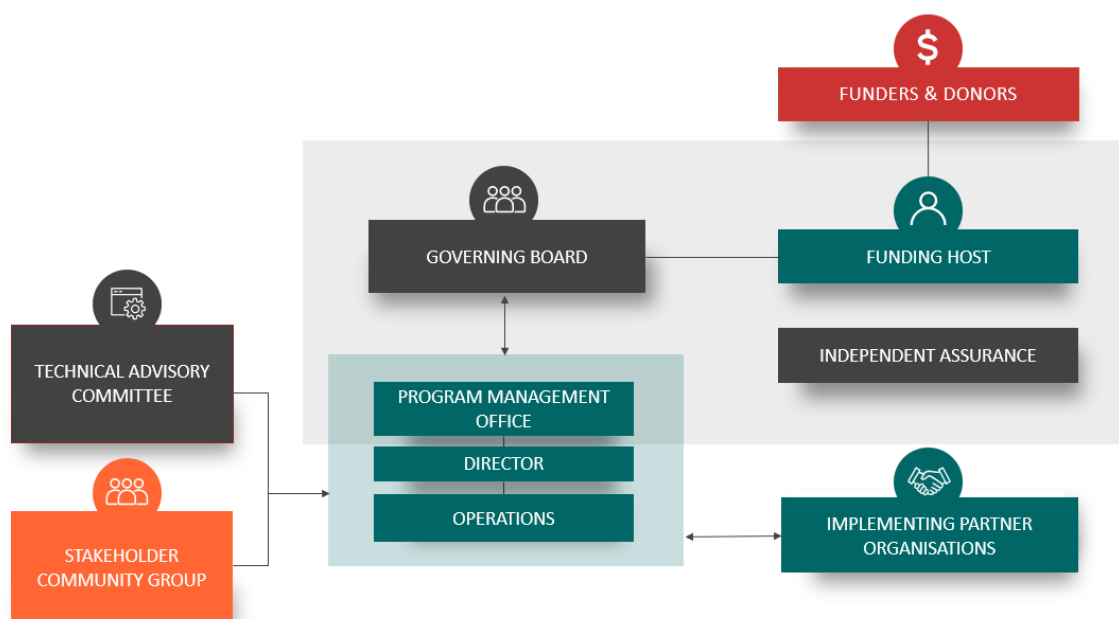 $
FUNDERS & DONORS
GOVERNING BOARD
FUNDING HOST
TECHNICAL ADVISORY
COMMITTEE
INDEPENDENT ASSURANCE
PROGRAM MANAGEMENT
OFFICE
DIRECTOR
OPERATIONS
STAKEHOLDER
COMMUNITY GROUP
IMPLEMENTING PARTNER
ORGANISATIONS